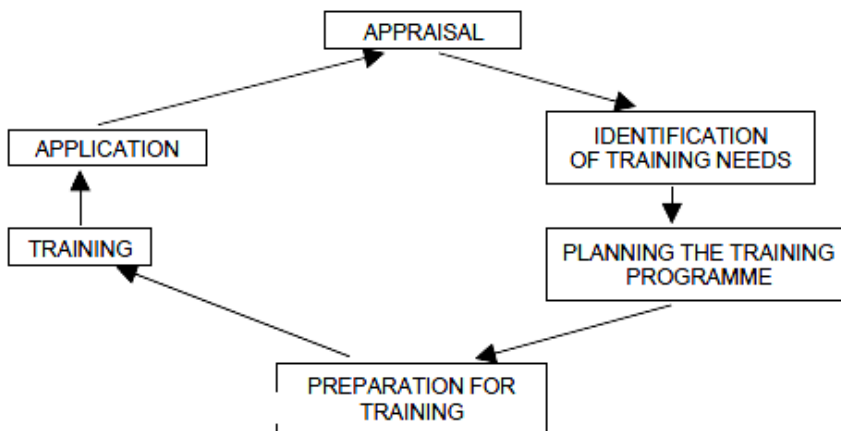 APPRAISAL
IDENTIFICATION
OF TRAINING NEEDS
PLANNING THE TRAINING
PROGRAMME
PREPARATION FOR
TRAINING
TRAINING
APPLICATION